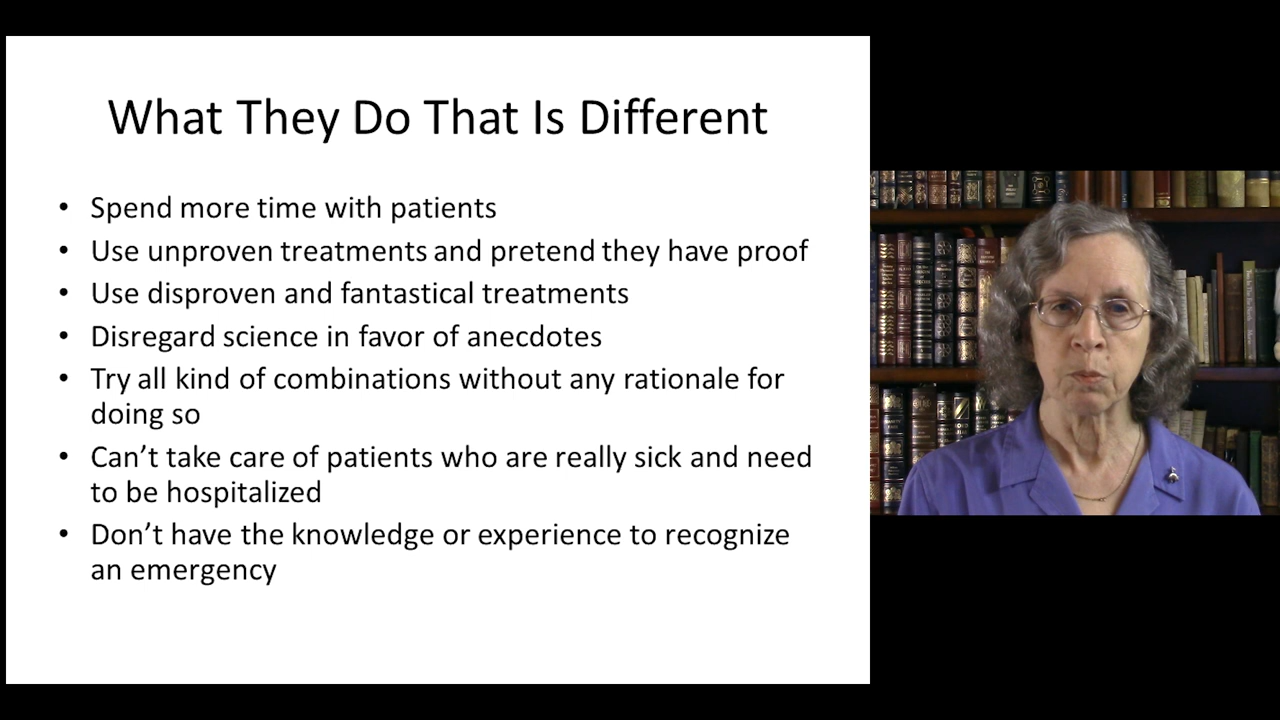 What They Do That Is Different
• Spend more time with patients
• Use unproven treatments and pretend they have proof
• Use disproven and fantastical treatments
• Disregard science in favor of anecdotes
• Try all kind of combinations without any rationale for
doing so
• Can’t take care of patients who are really sick and need
to be hospitalized
• Don’t have the knowledge or experience to recognize
an emergency